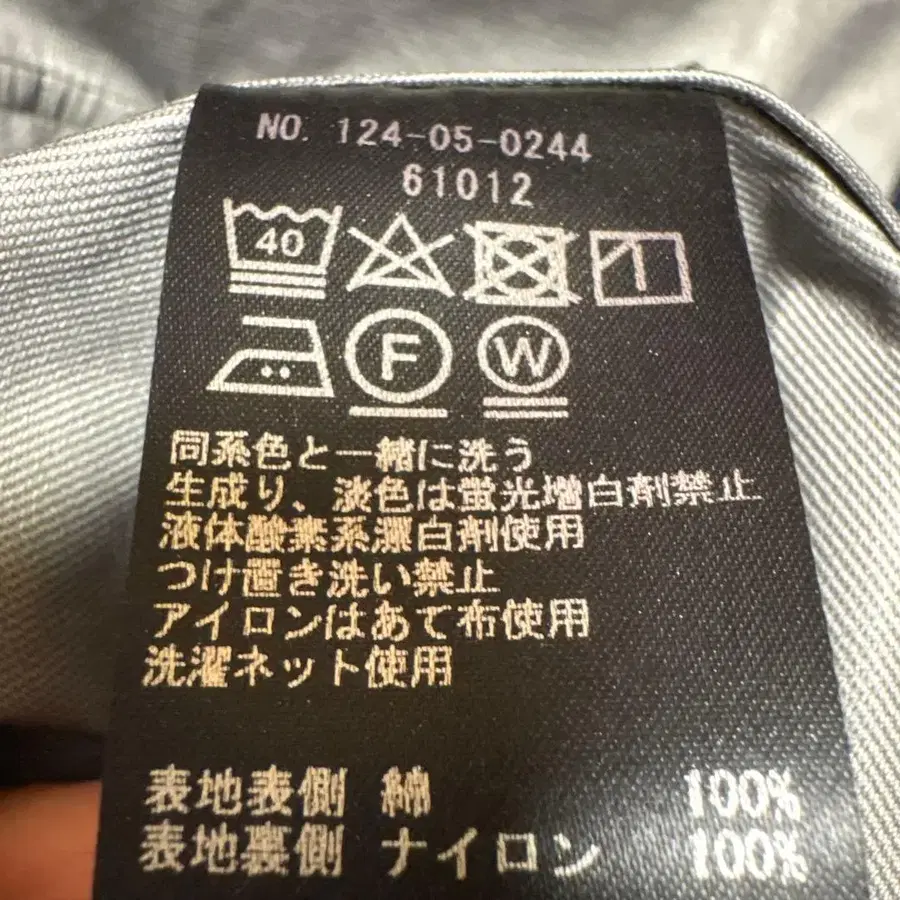 NO. 124-05-0244
61012
40
F W
同系色と一緒に洗う
生成り、淡色は蛍光増白剤禁止
液体酸素系漂白剤使用
つけ置き洗い禁止
アイロンはあて布使用
洗濯ネット使用
表地表側 綿 100%
表地裏側 ナイロン 100%